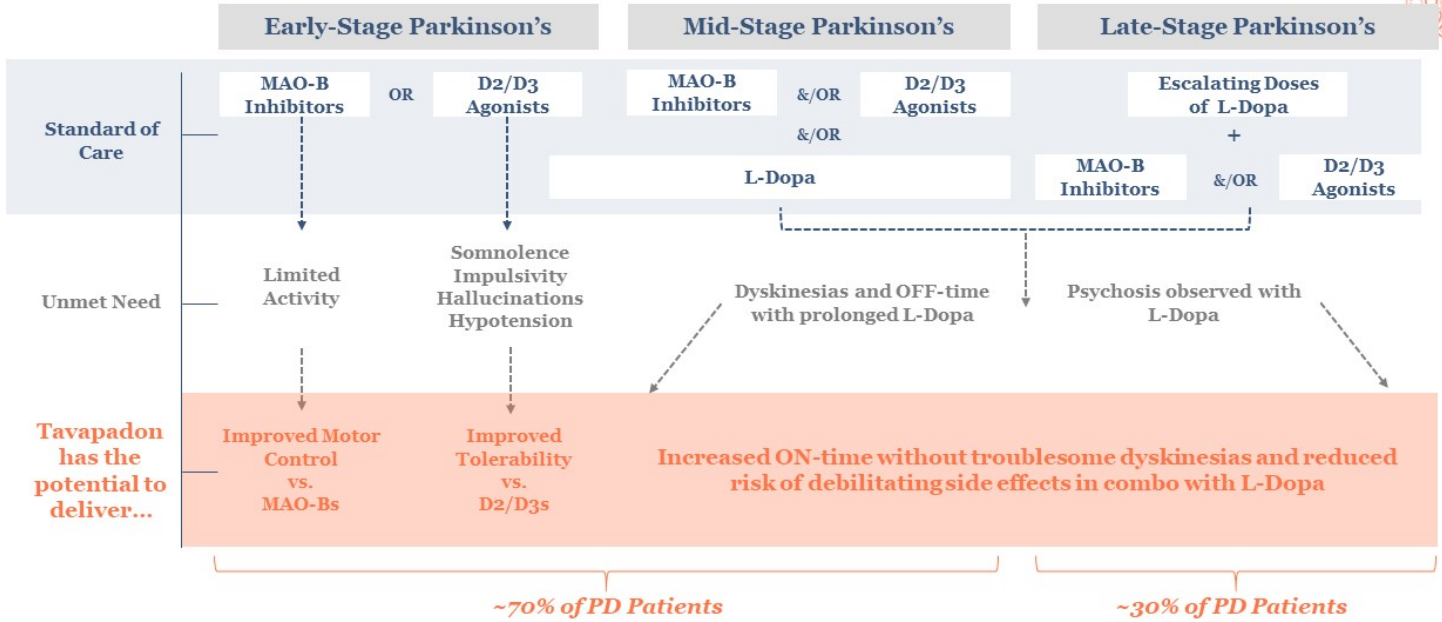 Early-Stage Parkinson's
Mid-Stage Parkinson's
Late-Stage Parkinson's
Standard of
Care
MAO-B
Inhibitors
OR
D2/D3
Agonists
MAO-B
Inhibitors
&/OR
D2/D3
Agonists
&/OR
L-Dopa
Escalating Doses
of L-Dopa
+
MAO-B
Inhibitors
&/OR
D2/D3
Agonists
Unmet Need
Limited
Activity
Somnolence
Impulsivity
Hallucinations
Hypotension
Dyskinesias and OFF-time
with prolonged L-Dopa
Psychosis observed with
L-Dopa
Tavapadon
has the
potential to
deliver...
Improved Motor
Control
vs.
MAO-Bs
Improved
Tolerability
vs.
D2/D3s
Increased ON-time without troublesome dyskinesias and reduced
risk of debilitating side effects in combo with L-Dopa
~70% of PD Patients
~30% of PD Patients